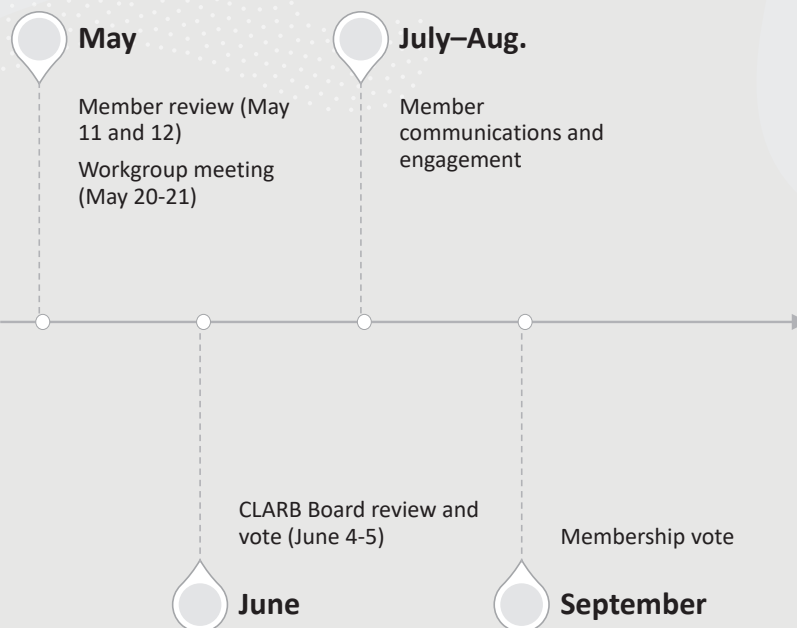 May
Member review (May
11 and 12)
Workgroup meeting
(May 20-21)
July–Aug.
Member
communications and
engagement
CLARB Board review and
vote (June 4-5)
June
Membership vote
September